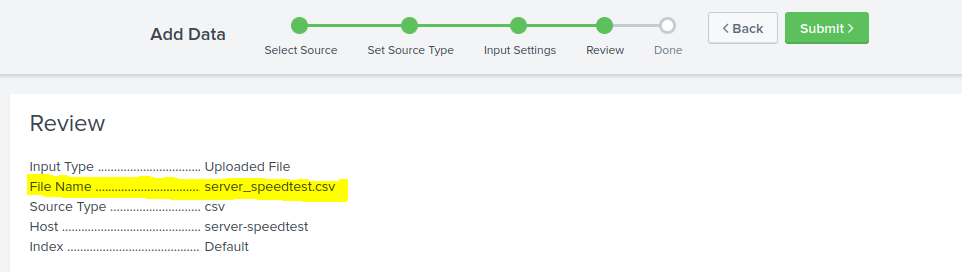 Add Data
Select Source
Set Source Type
Input Settings
Review
Done
< Back
Submit >
Review
Input Type ................................ Uploaded File
File Name ................................ server_speedtest.csv
Source Type ............................ csv
Host ........................................... server-speedtest
Index ......................................... Default